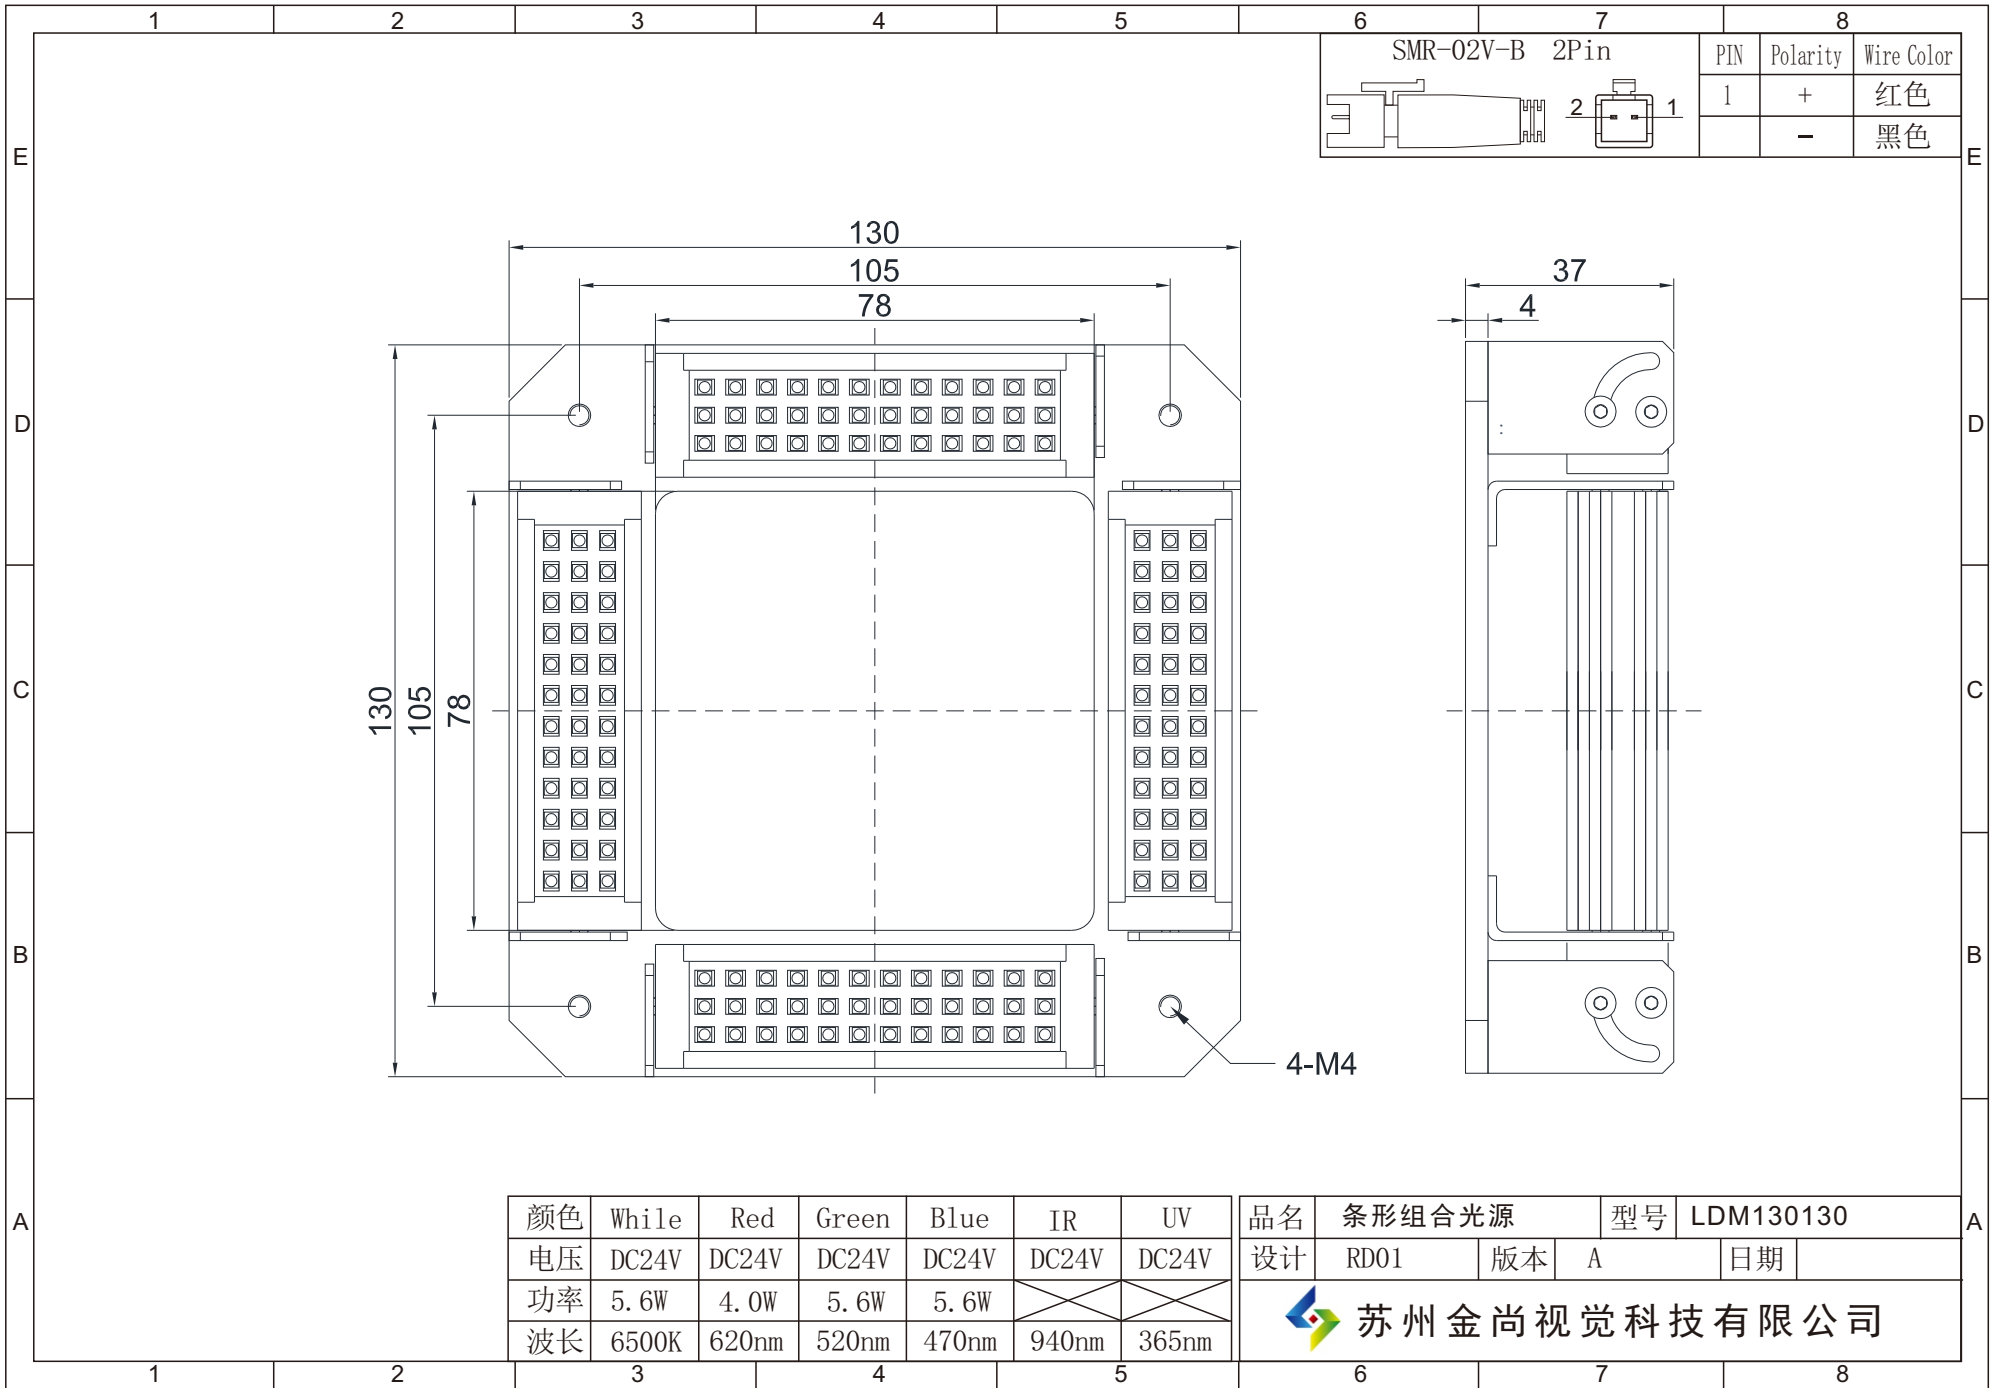 1 2 3 4 5 6 7 8
SMR-02V-B 2Pin
PIN Polarity Wire Color
1 + 红色
− 黑色
2 1
E E
130
105
78
37
4
D D
130
105
78
C C
B B
4-M4
A A
颜色 While Red Green Blue IR UV
电压 DC24V DC24V DC24V DC24V DC24V DC24V
功率 5.6W 4.0W 5.6W 5.6W
波长 6500K 620nm 520nm 470nm 940nm 365nm
品名 条形组合光源 型号 LDM130130
设计 RD01 版本 A 日期
苏州金尚视觉科技有限公司
1 2 3 4 5 6 7 8